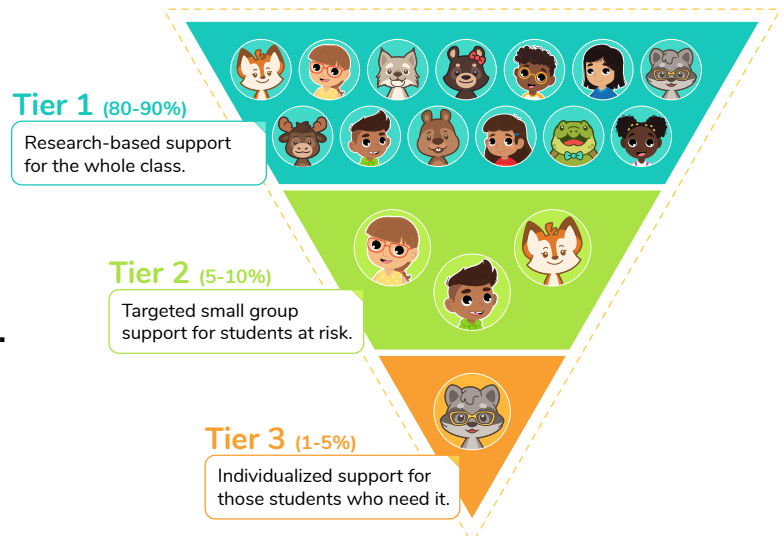 Tier 1 (80-90%)
Research-based support
for the whole class.
Tier 2 (5-10%)
Targeted small group
support for students at risk.
.
Tier 3 (1-5%)
Individualized support for
those students who need it.